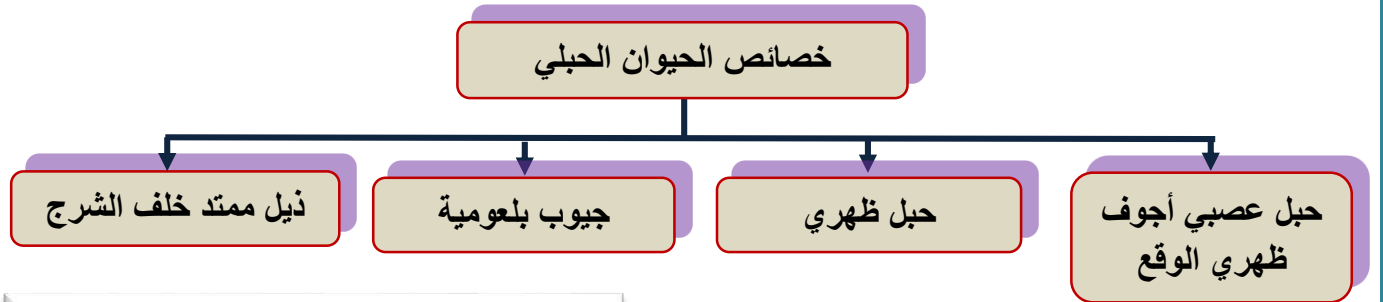 خصائص الحيوان الحبلي
حبل عصبي أجوف
ظهري الوقع
حبل ظهري
جيوب بلعومية
ذيل ممتد خلف الشرج